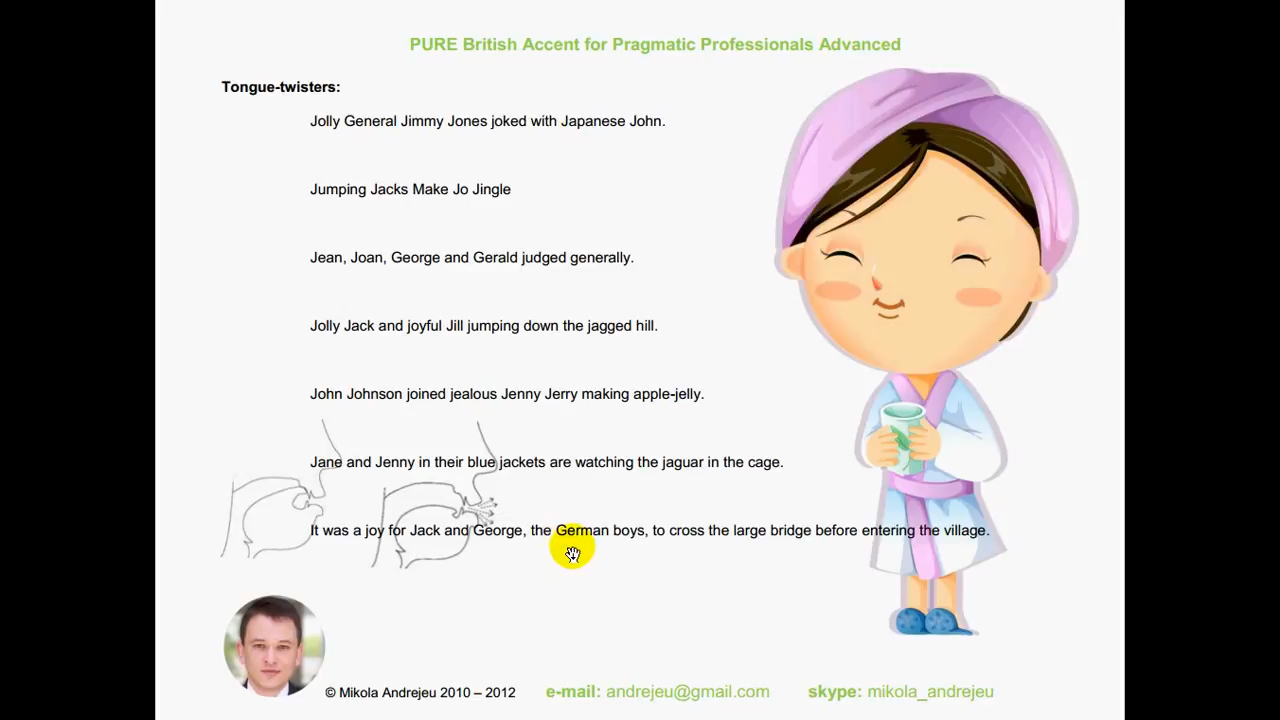 PURE British Accent for Pragmatic Professionals Advanced
Tongue-twisters:
Jolly General Jimmy Jones joked with Japanese John.
Jumping Jacks Make Jo Jingle
Jean, Joan, George and Gerald judged generally.
Jolly Jack and joyful Jill jumping down the jagged hill.
John Johnson joined jealous Jenny Jerry making apple-jelly.
Jane and Jenny in their blue jackets are watching the jaguar in the cage.
It was a joy for Jack and George, the German boys, to cross the large bridge before entering the village.
© Mikola Andrejeu 2010 – 2012 e-mail: andrejeu@gmail.com skype: mikola_andrejeu